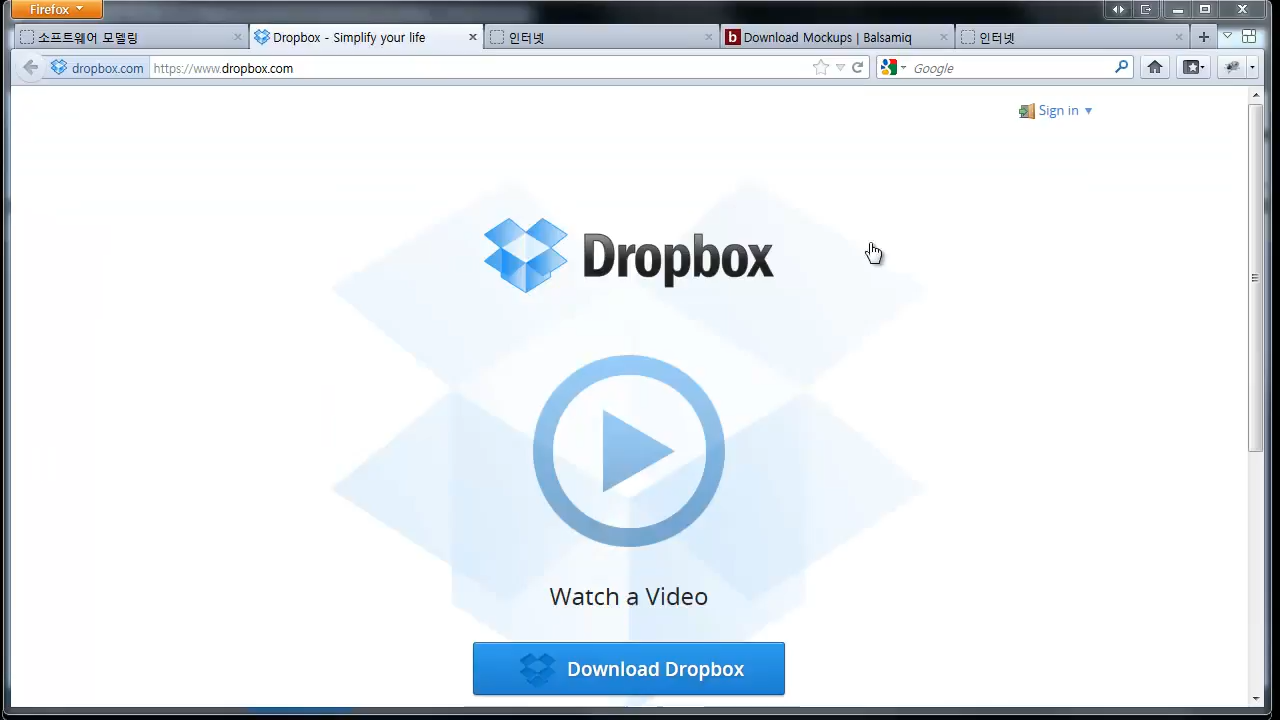 Firefox
소프트웨어 모델링
Dropbox - Simplify your life
인터넷
Download Mockups | Balsamiq
인터넷
dropbox.com
https://www.dropbox.com
Google
Sign in
Dropbox
Watch a Video
Download Dropbox